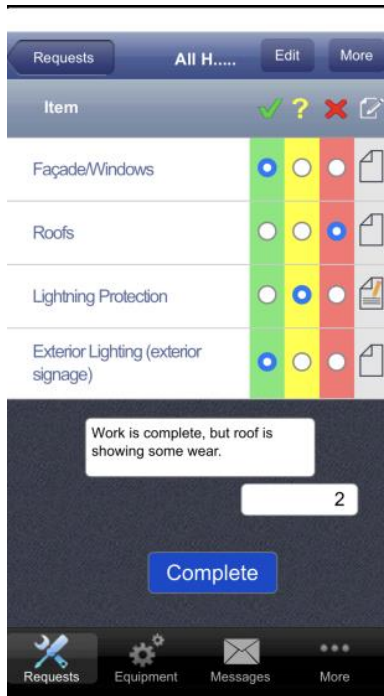 Requests
All H.....
Edit
More
Item
?
Façade/Windows
Roofs
Lightning Protection
Exterior Lighting (exterior
signage)
Work is complete, but roof is
showing some wear.
2
Complete
Requests
Equipment
Messages
More